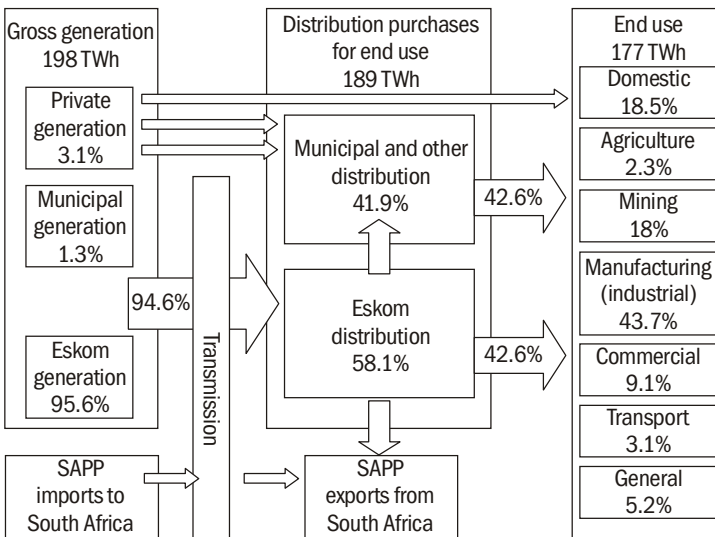 Gross generation
198 TWh
Private
generation
3.1%
Municipal
generation
1.3%
Eskom
generation
95.6%
SAPP
imports to
South Africa
94.6%
Transmission
Distribution purchases
for end use
189 TWh
Municipal and other
distribution
41.9%
Eskom
distribution
58.1%
SAPP
exports from
South Africa
42.6%
42.6%
End use
177 TWh
Domestic
18.5%
Agriculture
2.3%
Mining
18%
Manufacturing
(industrial)
43.7%
Commercial
9.1%
Transport
3.1%
General
5.2%